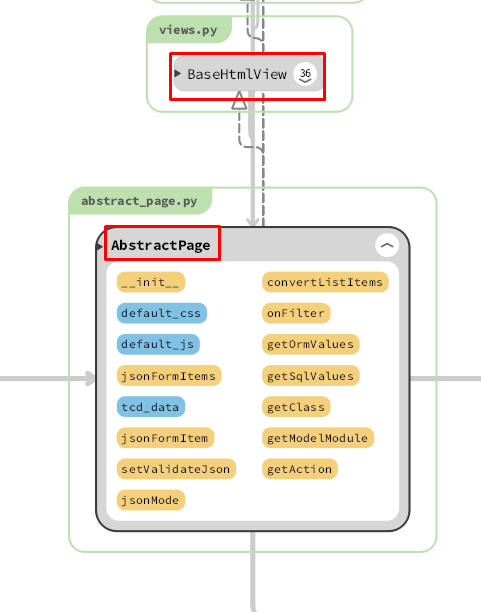 views.py
BaseHtmlView 36
abstract_page.py
AbstractPage
__init__ convertListItems
default_css onFilter
default_js getOrmValues
jsonFormItems getSqlValues
tcd_data getClass
jsonFormItem getModelModule
setValidateJson getAction
jsonMode